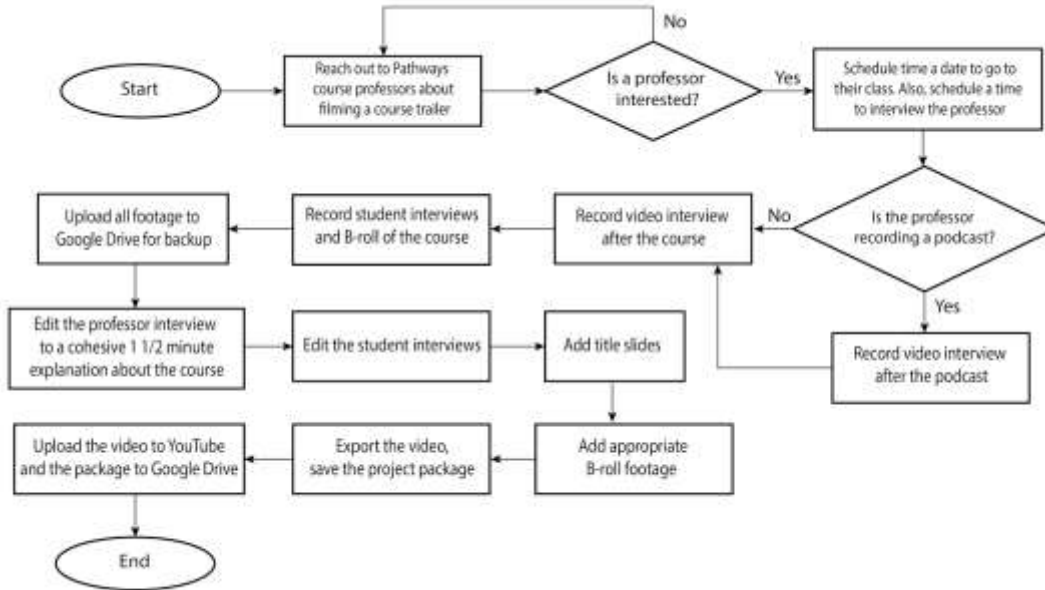 No
Start
Reach out to Pathways
course professors about
filming a course trailer
Is a professor
interested?
Yes
Schedule time a date to go to
their class. Also, schedule a time
to interview the professor
Upload all footage to
Google Drive for backup
Record student interviews
and B-roll of the course
Record video interview
after the course
No
Is the professor
recording a podcast?
Yes
Edit the professor interview
to a cohesive 1 1/2 minute
explanation about the course
Edit the student interviews
Add title slides
Record video interview
after the podcast
Upload the video to YouTube
and the package to Google Drive
Export the video,
save the project package
Add appropriate
B-roll footage
End